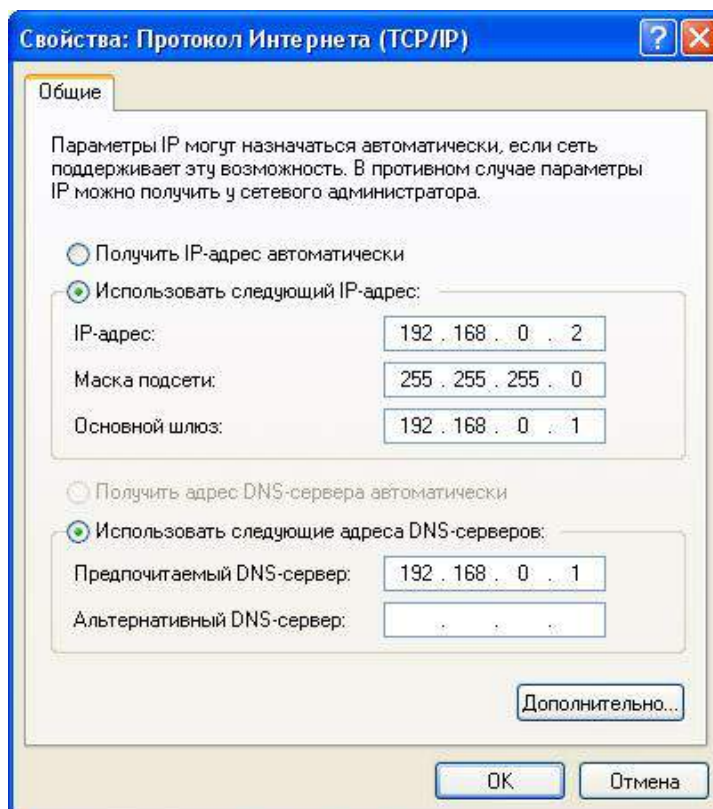 Свойства: Протокол Интернета (TCP/IP)
Общие
Параметры IP могут назначаться автоматически, если сеть
поддерживает эту возможность. В противном случае параметры
IP можно получить у сетевого администратора.
Получить IP-адрес автоматически
Использовать следующий IP-адрес:
IP-адрес: 192 . 168 . 0 . 2
Маска подсети: 255 . 255 . 255 . 0
Основной шлюз: 192 . 168 . 0 . 1
Получить адрес DNS-сервера автоматически
Использовать следующие адреса DNS-серверов:
Предпочитаемый DNS-сервер: 192 . 168 . 0 . 1
Альтернативный DNS-сервер: . . .
Дополнительно...
OK Отмена